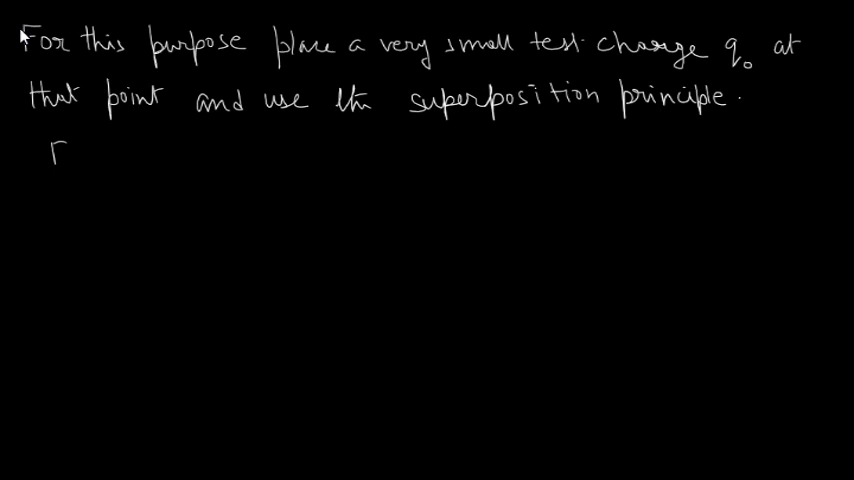 For this purpose place a very small test charge q₀ at
that point and use the superposition principle.